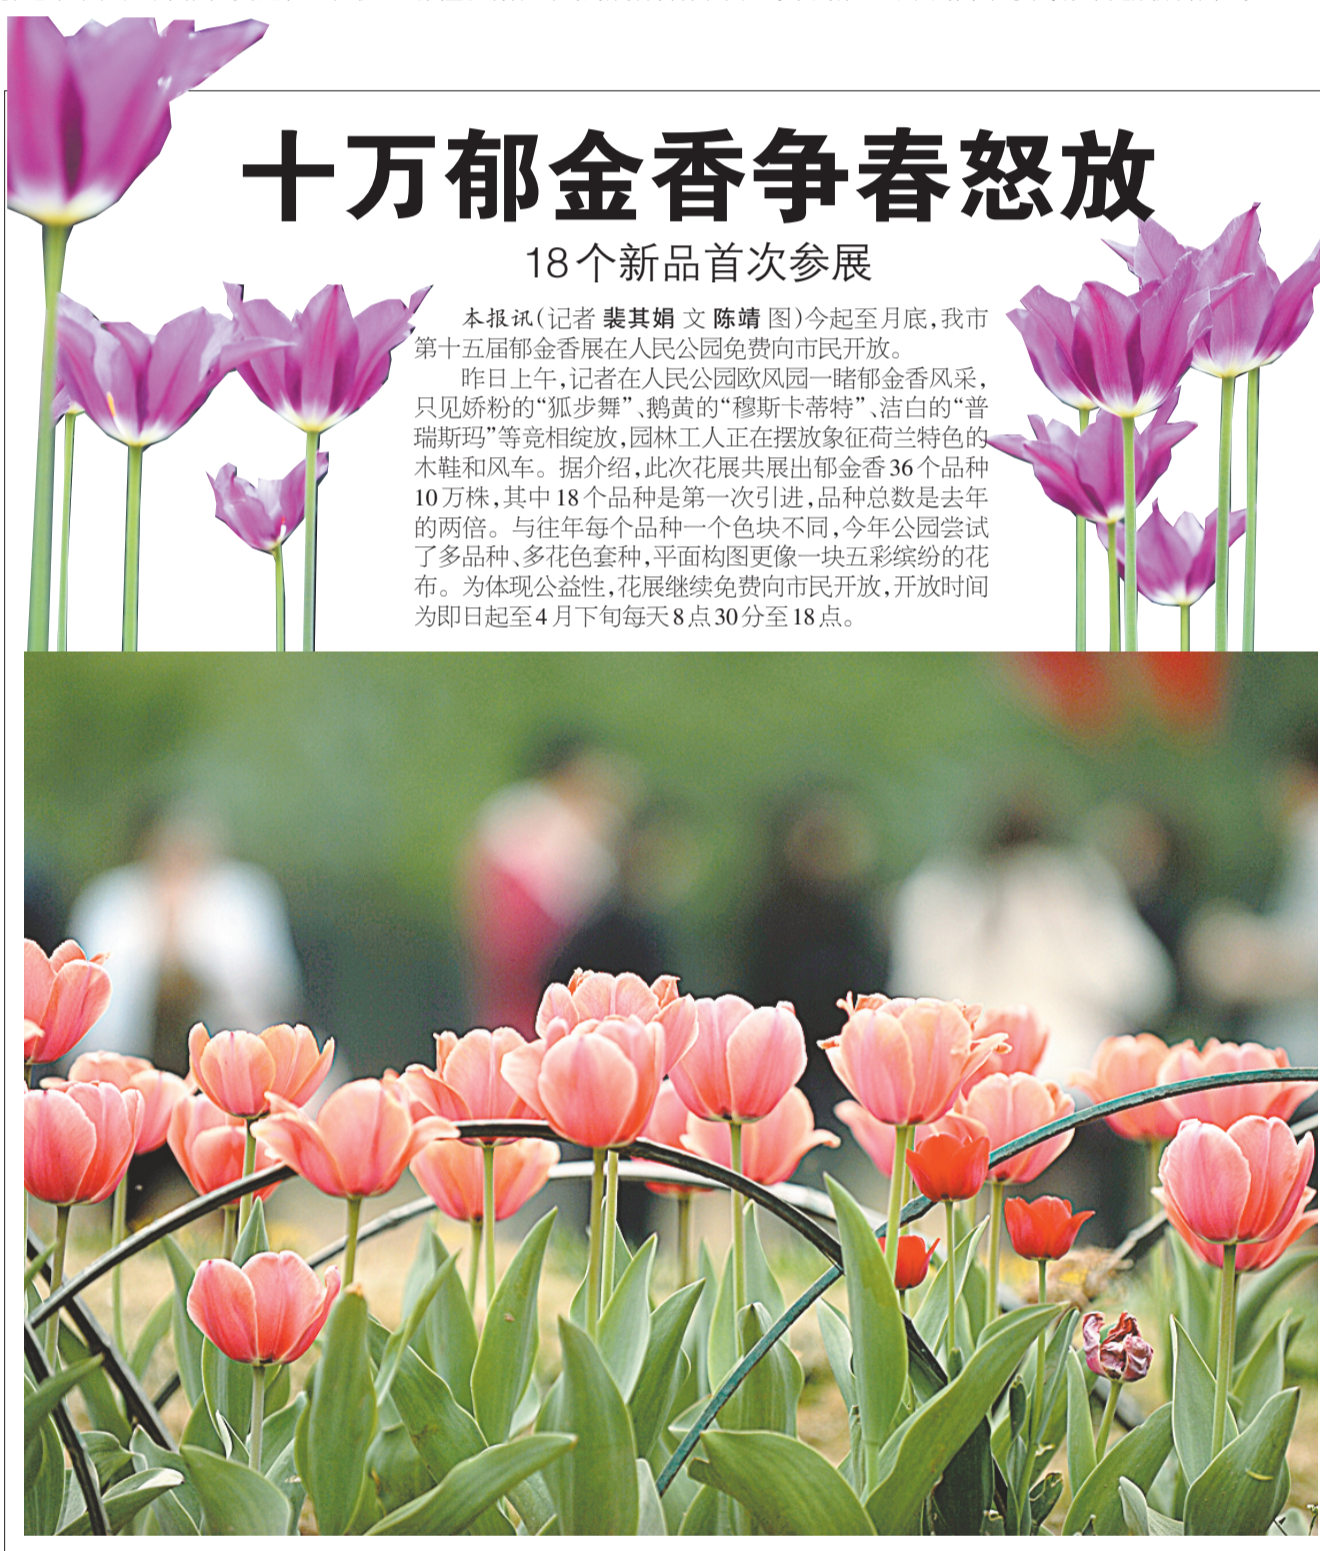 十万郁金香争春怒放
18个新品首次参展
本报讯(记者 裴其娟 文 陈靖 图)今起至月底,我市
第十五届郁金香展在人民公园免费向市民开放。
昨日上午,记者在人民公园欧风园一睹郁金香风采,
只见娇粉的“狐步舞”、鹅黄的“穆斯卡蒂特”、洁白的“普
瑞斯玛”等竞相绽放,园林工人正在摆放象征荷兰特色的
木鞋和风车。据介绍,此次花展共展出郁金香36个品种
10万株,其中18个品种是第一次引进,品种总数是去年
的两倍。与往年每个品种一个色块不同,今年公园尝试
了多品种、多花色套种,平面构图更像一块五彩缤纷的花
布。为体现公益性,花展继续免费向市民开放,开放时间
为即日起至4月下旬每天8点30分至18点。